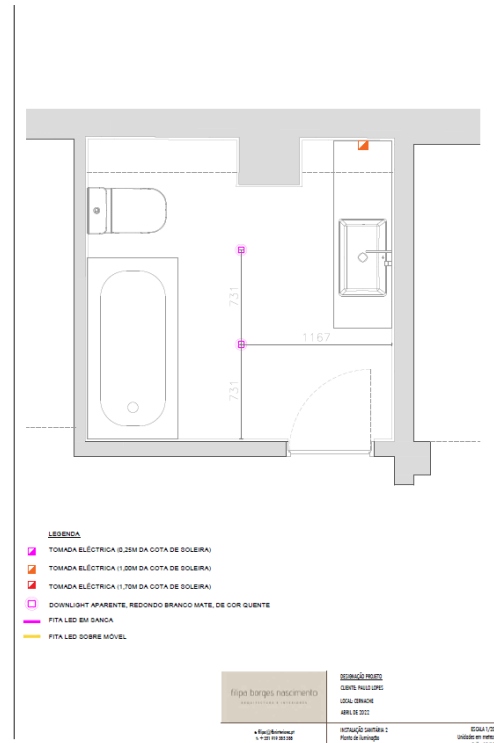 731
1167
731
LEGENDA
TOMADA ELÉCTRICA (0,25M DA COTA DE SOLEIRA)
TOMADA ELÉCTRICA (1,00M DA COTA DE SOLEIRA)
TOMADA ELÉCTRICA (1,70M DA COTA DE SOLEIRA)
DOWNLIGHT APARENTE, REDONDO BRANCO MATE, DE COR QUENTE
FITA LED EM SANCA
FITA LED SOBRE MÓVEL
filipa borges nascimento
ARQUITECTURA E INTERIORES
DESIGNAÇÃO PROJETO
CLIENTE: PAULO LOPES
LOCAL: CERNACHE
ABRIL DE 2022
INSTALAÇÃO SANITÁRIA 2
Planta de iluminação
ESCALA 1/20
Unidades em metros